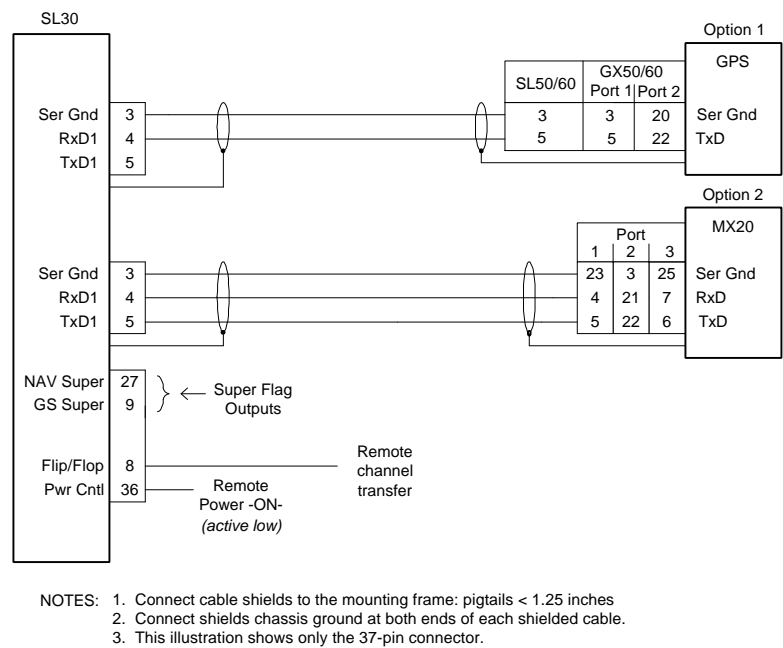 SL30
Option 1
GPS
SL50/60 GX50/60
Port 1 Port 2
Ser Gnd 3 3 3 20 Ser Gnd
RxD1 4 5 5 22 TxD
TxD1 5
Option 2
MX20
Port
1 2 3
Ser Gnd 3 23 3 25 Ser Gnd
RxD1 4 4 21 7 RxD
TxD1 5 5 22 6 TxD
NAV Super 27
GS Super 9
Super Flag
Outputs
Flip/Flop 8
Pwr Cntl 36
Remote
channel
transfer
Remote
Power -ON-
(active low)
NOTES: 1. Connect cable shields to the mounting frame: pigtails < 1.25 inches
2. Connect shields chassis ground at both ends of each shielded cable.
3. This illustration shows only the 37-pin connector.